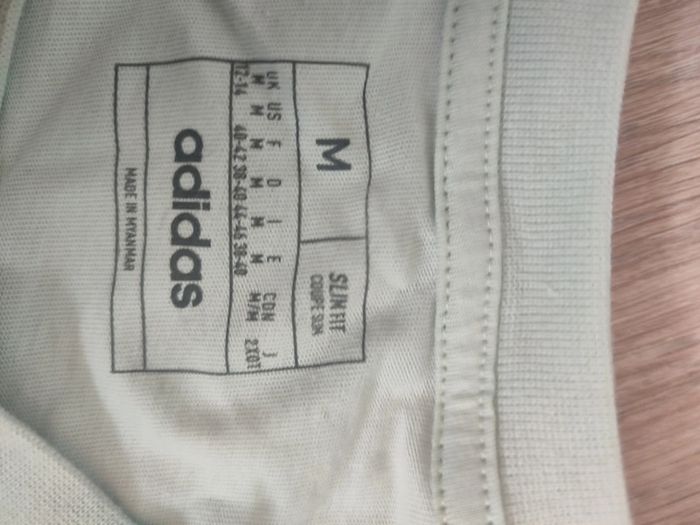 M
SLIM FIT
COUPE SLIM
UK US F D I E CDN J
M M M M M M M/M 2XOT
12-14 40-42 38-40 44-46 38-40
adidas
MADE IN MYANMAR